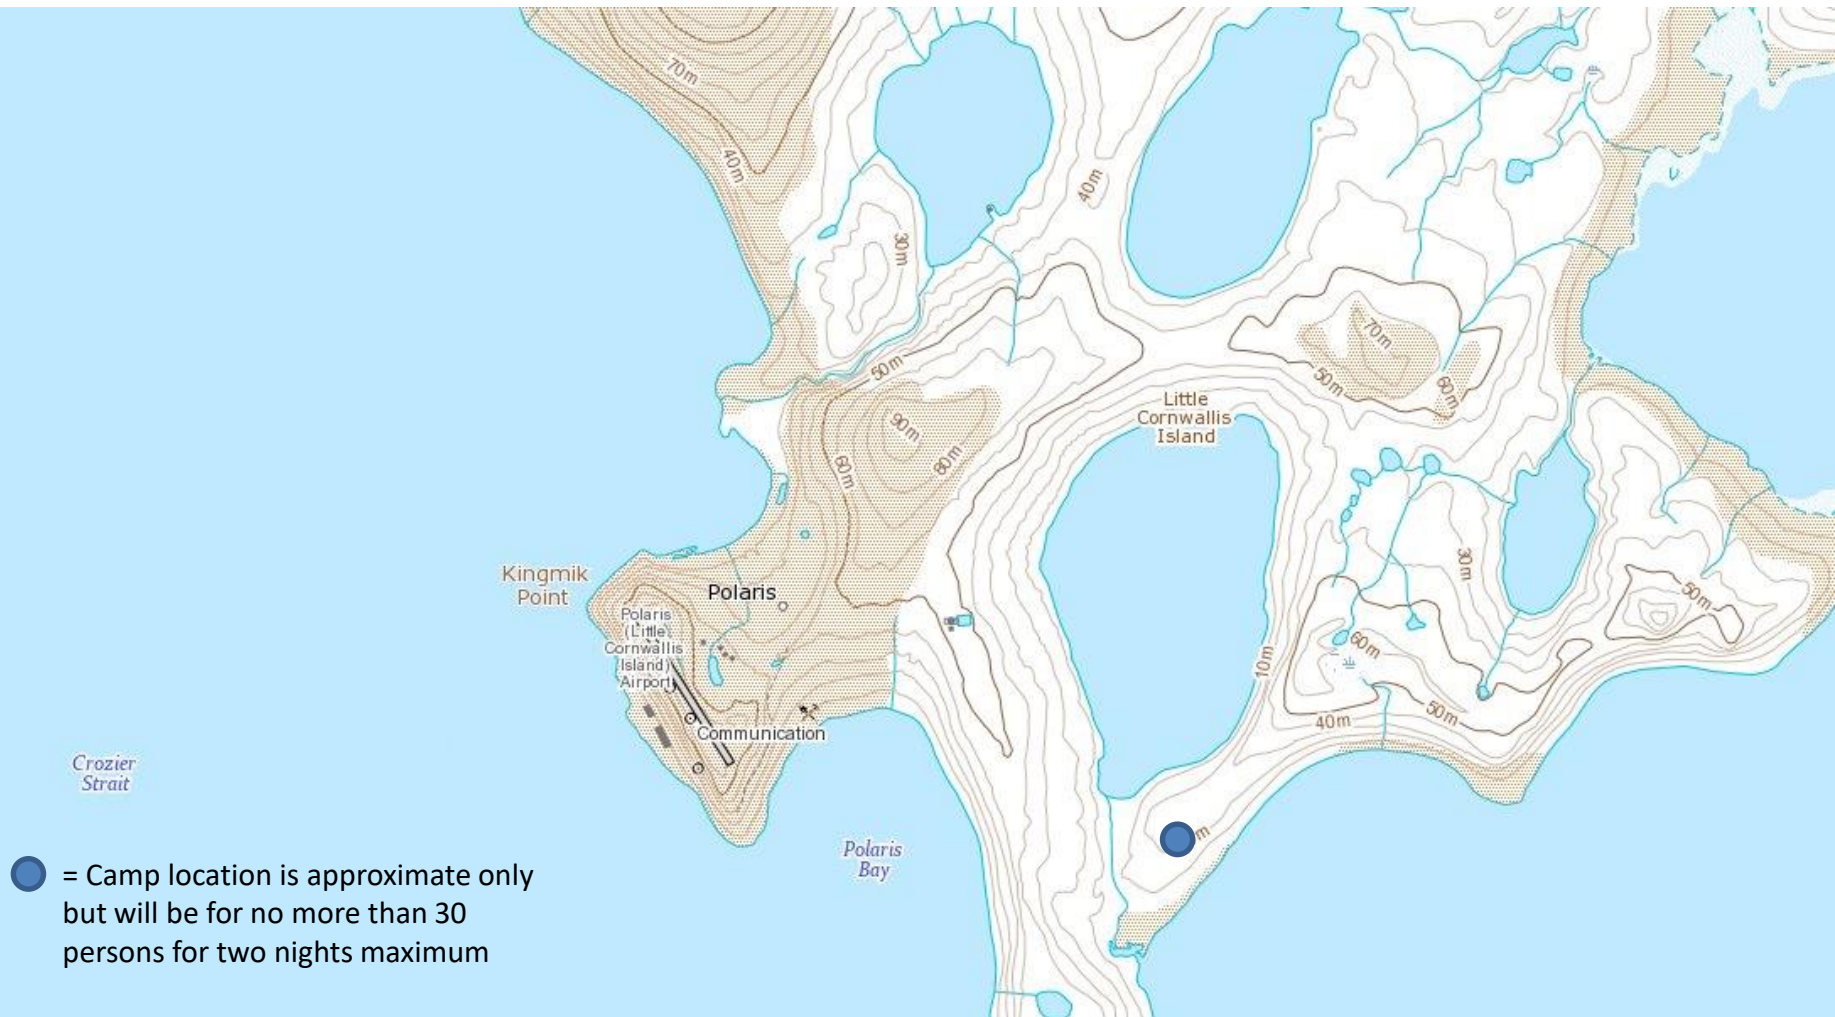 70m
40m
40m
30m
70m
50m
50m
60m
Little
Cornwallis
Island
90m
80m
60m
30m
Kingmik
Point
Polaris
50m
Polaris
(Little
Cornwallis
Island)
Airport
60m
10m
50m
40m
Communication
Crozier
Strait
Polaris
Bay
m
= Camp location is approximate only
but will be for no more than 30
persons for two nights maximum